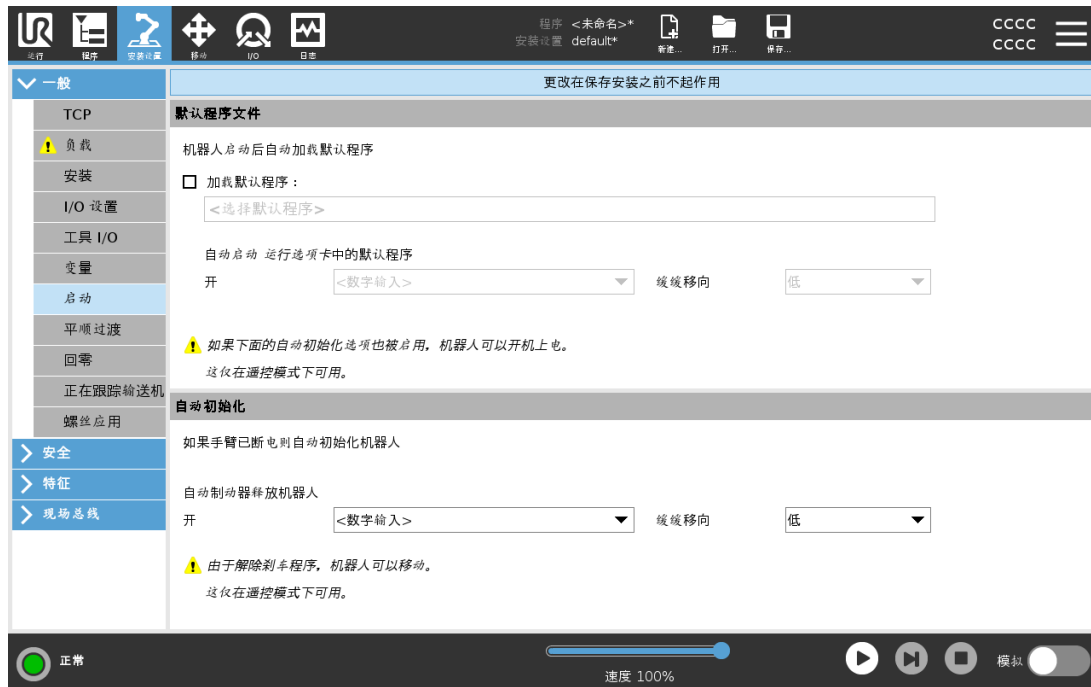 UR
运行
程序
安装设置
移动
I/O
日志
程序 <未命名>*
安装设置 default*
新建...
打开...
保存...
cccc
cccc
一般
TCP
负载
安装
I/O 设置
工具 I/O
变量
启动
平顺过渡
回零
正在跟踪输送机
螺丝应用
安全
特征
现场总线
更改在保存安装之前不起作用
默认程序文件
机器人启动后自动加载默认程序
加载默认程序：
<选择默认程序>
自动启动 运行选项卡中的默认程序
开 <数字输入> 缓缓移向 低
如果下面的自动初始化选项也被启用，机器人可以开机上电。
这仅在遥控模式下可用。
自动初始化
如果手臂已断电则自动初始化机器人
自动制动器释放机器人
开 <数字输入> 缓缓移向 低
由于解除刹车程序，机器人可以移动。
这仅在遥控模式下可用。
正常
速度 100%
模拟